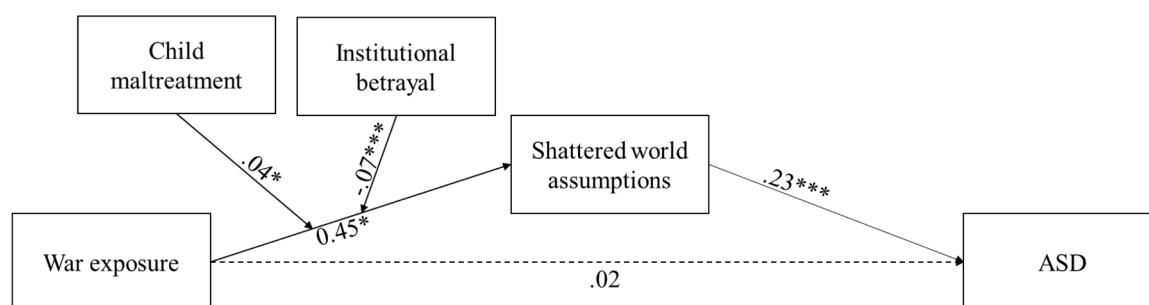 Child
maltreatment
Institutional
betrayal
.04*
-.07***
Shattered world
assumptions
.23***
0.45*
War exposure
.02
ASD